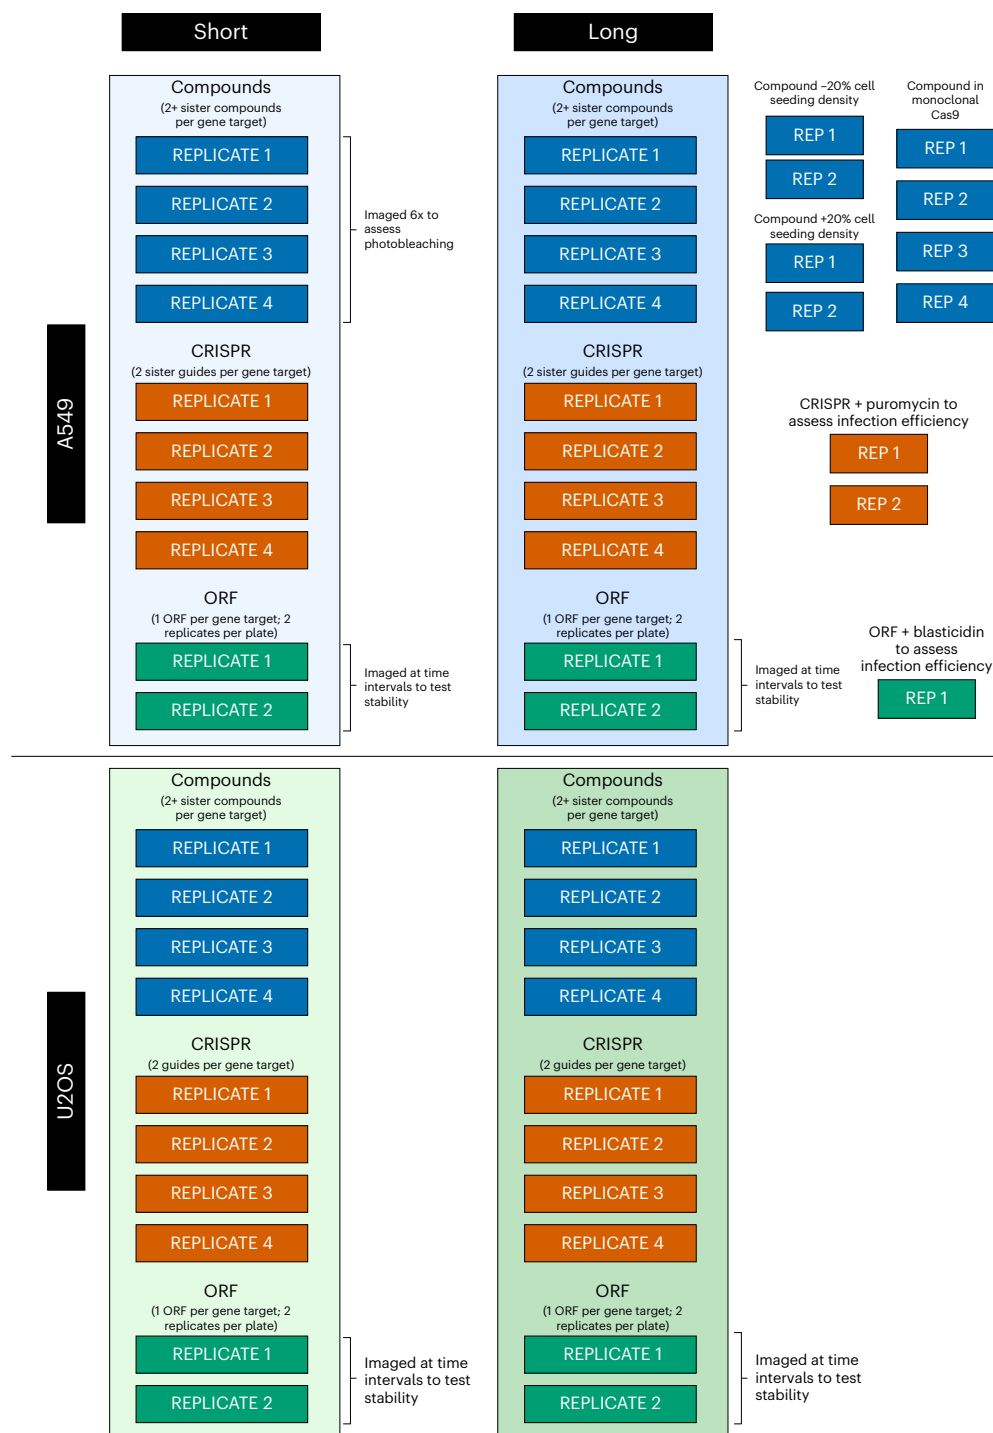 Short
Long
A549
Compounds
(2+ sister compounds
per gene target)
REPLICATE 1
REPLICATE 2
REPLICATE 3
REPLICATE 4
Imaged 6x to
assess
photobleaching
CRISPR
(2 sister guides per gene target)
REPLICATE 1
REPLICATE 2
REPLICATE 3
REPLICATE 4
ORF
(1 ORF per gene target; 2
replicates per plate)
REPLICATE 1
REPLICATE 2
Imaged at time
intervals to test
stability
Compounds
(2+ sister compounds
per gene target)
REPLICATE 1
REPLICATE 2
REPLICATE 3
REPLICATE 4
CRISPR
(2 sister guides per gene target)
REPLICATE 1
REPLICATE 2
REPLICATE 3
REPLICATE 4
ORF
(1 ORF per gene target; 2
replicates per plate)
REPLICATE 1
REPLICATE 2
Imaged at time
intervals to test
stability
Compound −20% cell
seeding density
REP 1
REP 2
Compound +20% cell
seeding density
REP 1
REP 2
Compound in
monoclonal
Cas9
REP 1
REP 2
REP 3
REP 4
CRISPR + puromycin to
assess infection efficiency
REP 1
REP 2
ORF + blasticidin
to assess
infection efficiency
REP 1
U2OS
Compounds
(2+ sister compounds
per gene target)
REPLICATE 1
REPLICATE 2
REPLICATE 3
REPLICATE 4
CRISPR
(2 guides per gene target)
REPLICATE 1
REPLICATE 2
REPLICATE 3
REPLICATE 4
ORF
(1 ORF per gene target; 2
replicates per plate)
REPLICATE 1
REPLICATE 2
Imaged at time
intervals to test
stability
Compounds
(2+ sister compounds
per gene target)
REPLICATE 1
REPLICATE 2
REPLICATE 3
REPLICATE 4
CRISPR
(2 guides per gene target)
REPLICATE 1
REPLICATE 2
REPLICATE 3
REPLICATE 4
ORF
(1 ORF per gene target; 2
replicates per plate)
REPLICATE 1
REPLICATE 2
Imaged at time
intervals to test
stability